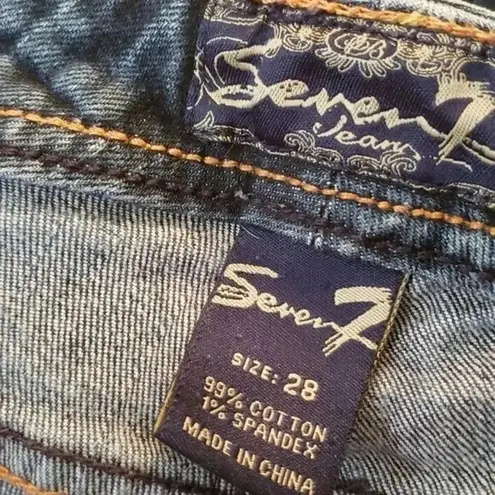 Seven7
Jeans
Seven7
SIZE: 28
99% COTTON
1% SPANDEX
MADE IN CHINA